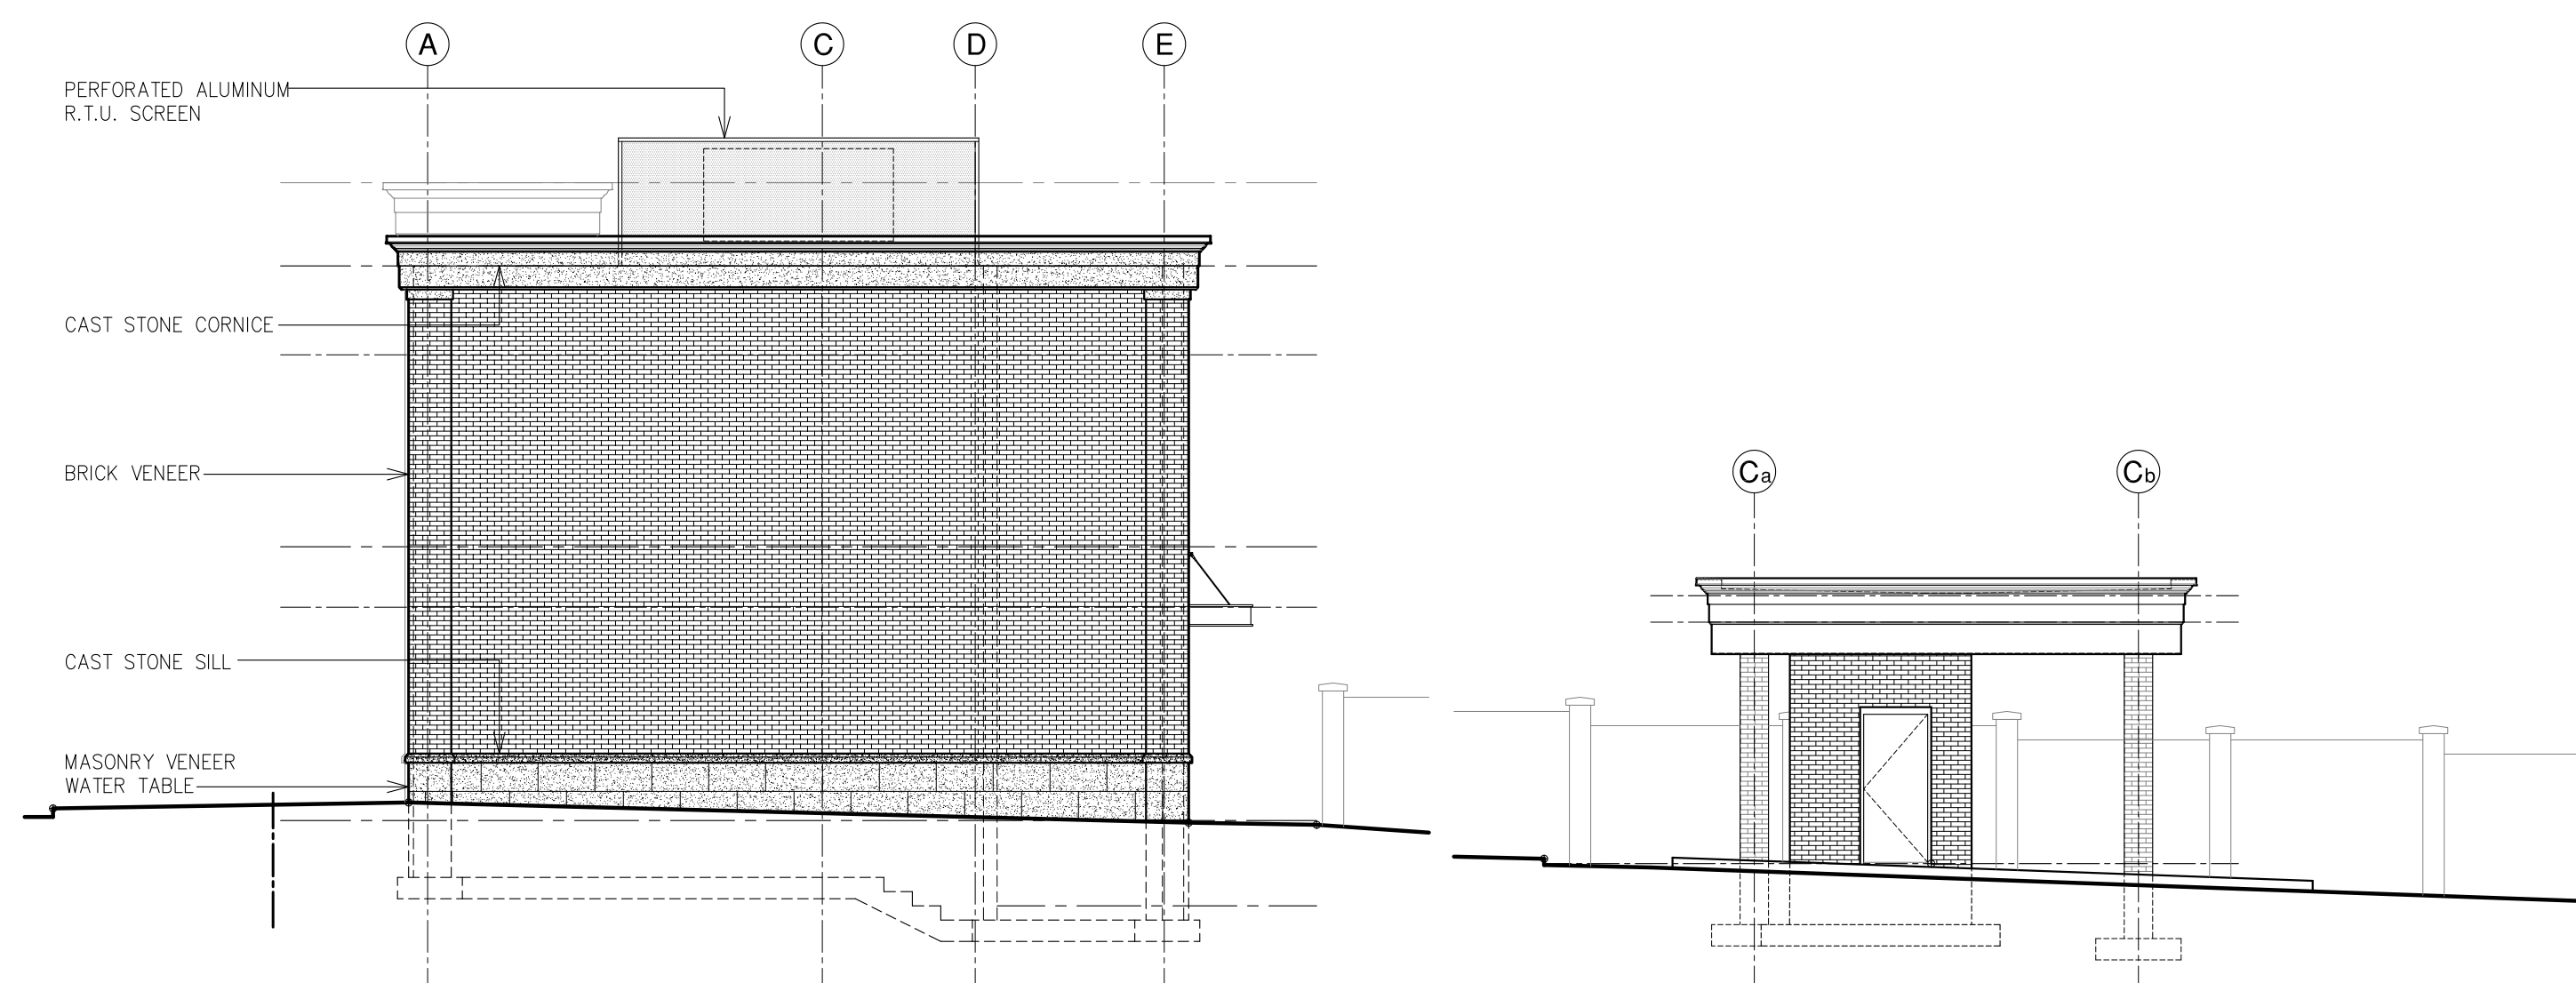 A
C
D
E
PERFORATED ALUMINUM
R.T.U. SCREEN
CAST STONE CORNICE
BRICK VENEER
CAST STONE SILL
MASONRY VENEER
WATER TABLE
Ca
Cb